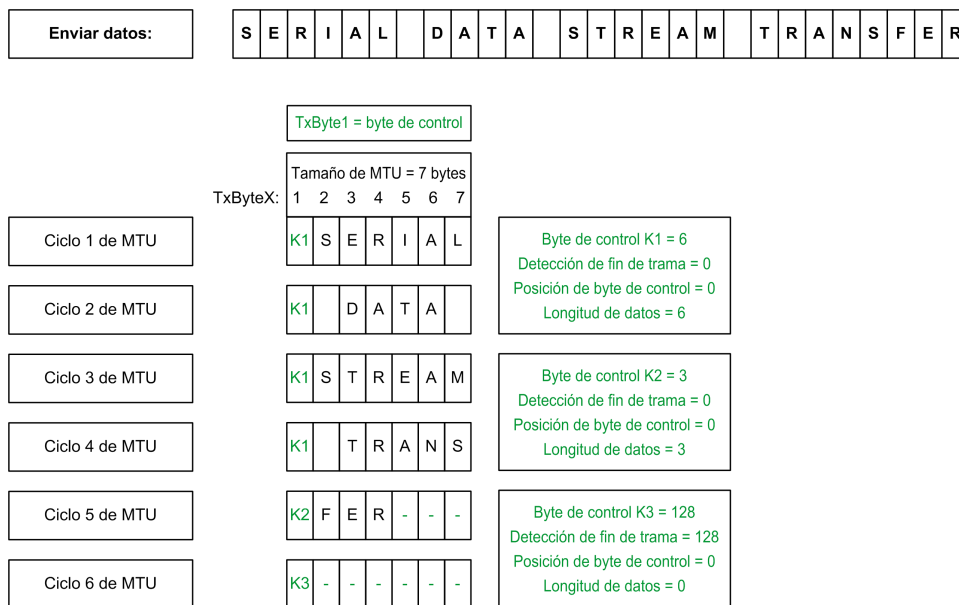 Enviar datos: S E R I A L D A T A S T R E A M T R A N S F E R
TxByte1 = byte de control
Tamaño de MTU = 7 bytes
TxByteX: 1 2 3 4 5 6 7
Ciclo 1 de MTU K1 S E R I A L
Byte de control K1 = 6
Detección de fin de trama = 0
Posición de byte de control = 0
Longitud de datos = 6
Ciclo 2 de MTU K1 D A T A
Ciclo 3 de MTU K1 S T R E A M
Byte de control K2 = 3
Detección de fin de trama = 0
Posición de byte de control = 0
Longitud de datos = 3
Ciclo 4 de MTU K1 T R A N S
Ciclo 5 de MTU K2 F E R - - -
Byte de control K3 = 128
Detección de fin de trama = 128
Posición de byte de control = 0
Longitud de datos = 0
Ciclo 6 de MTU K3 - - - - - -